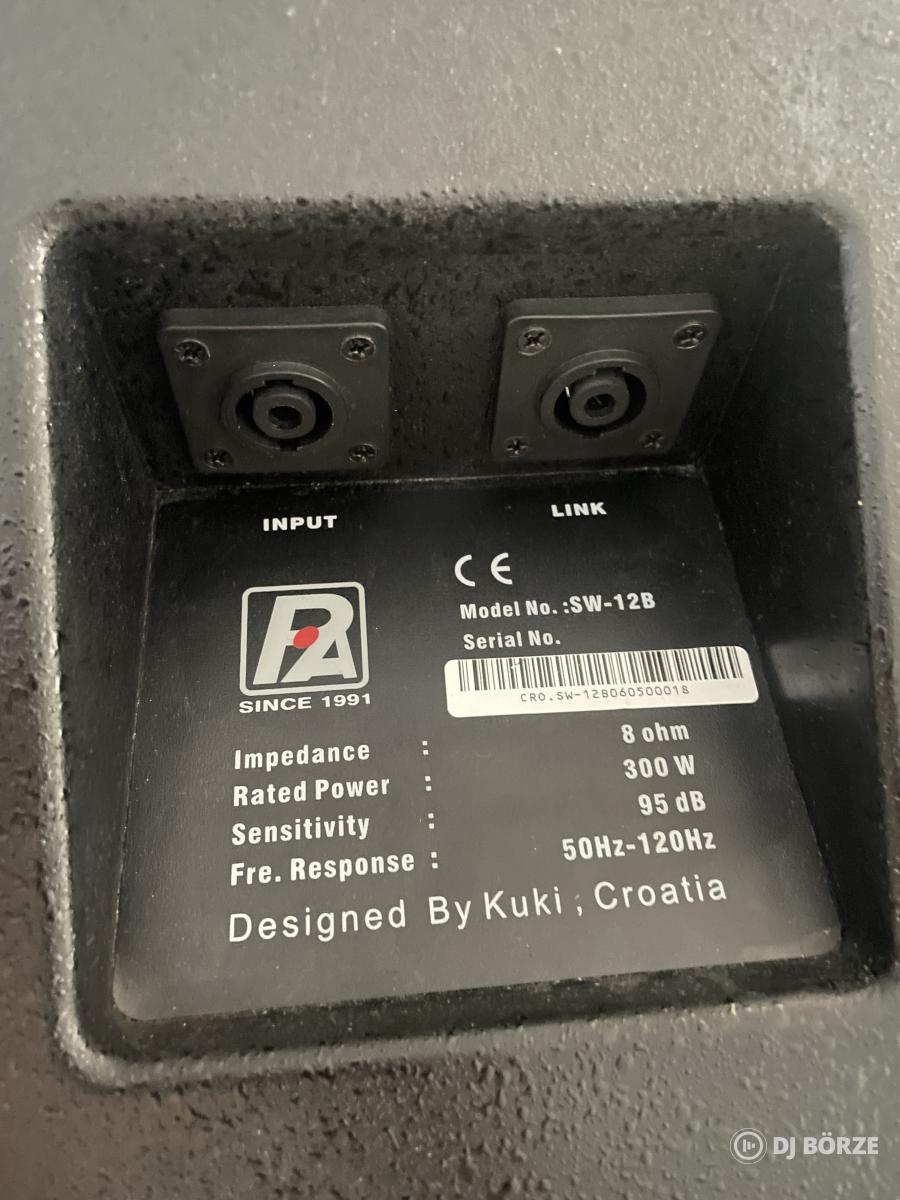 INPUT
LINK
CE
Model No. :SW-12B
Serial No.
CRO.SW-12B060500018
PA
SINCE 1991
Impedance : 8 ohm
Rated Power : 300 W
Sensitivity : 95 dB
Fre. Response : 50Hz-120Hz
Designed By Kuki ; Croatia
DJ BÖRZE